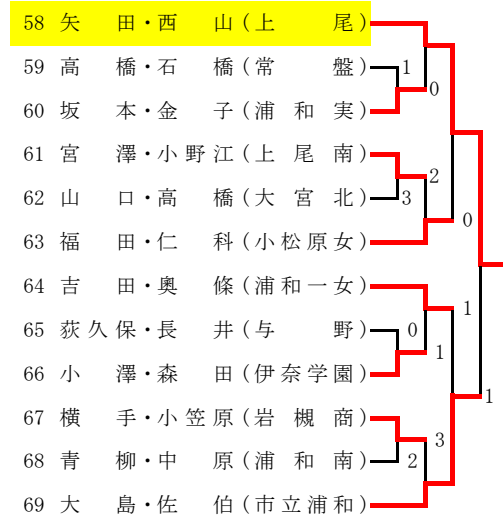 58 矢 田・西 山(上 尾)
59 高 橋・石 橋(常 盤)
1
0
60 坂 本・金 子(浦 和 実)
61 宮 澤・小野江(上 尾 南)
2
62 山 口・高 橋(大 宮 北)
3
0
63 福 田・仁 科(小松原女)
64 吉 田・奥 條(浦和一女)
1
65 荻久保・長 井(与 野)
0
1
66 小 澤・森 田(伊奈学園)
1
67 横 手・小笠原(岩 槻 商)
3
68 青 柳・中 原(浦 和 南)
2
69 大 島・佐 伯(市立浦和)